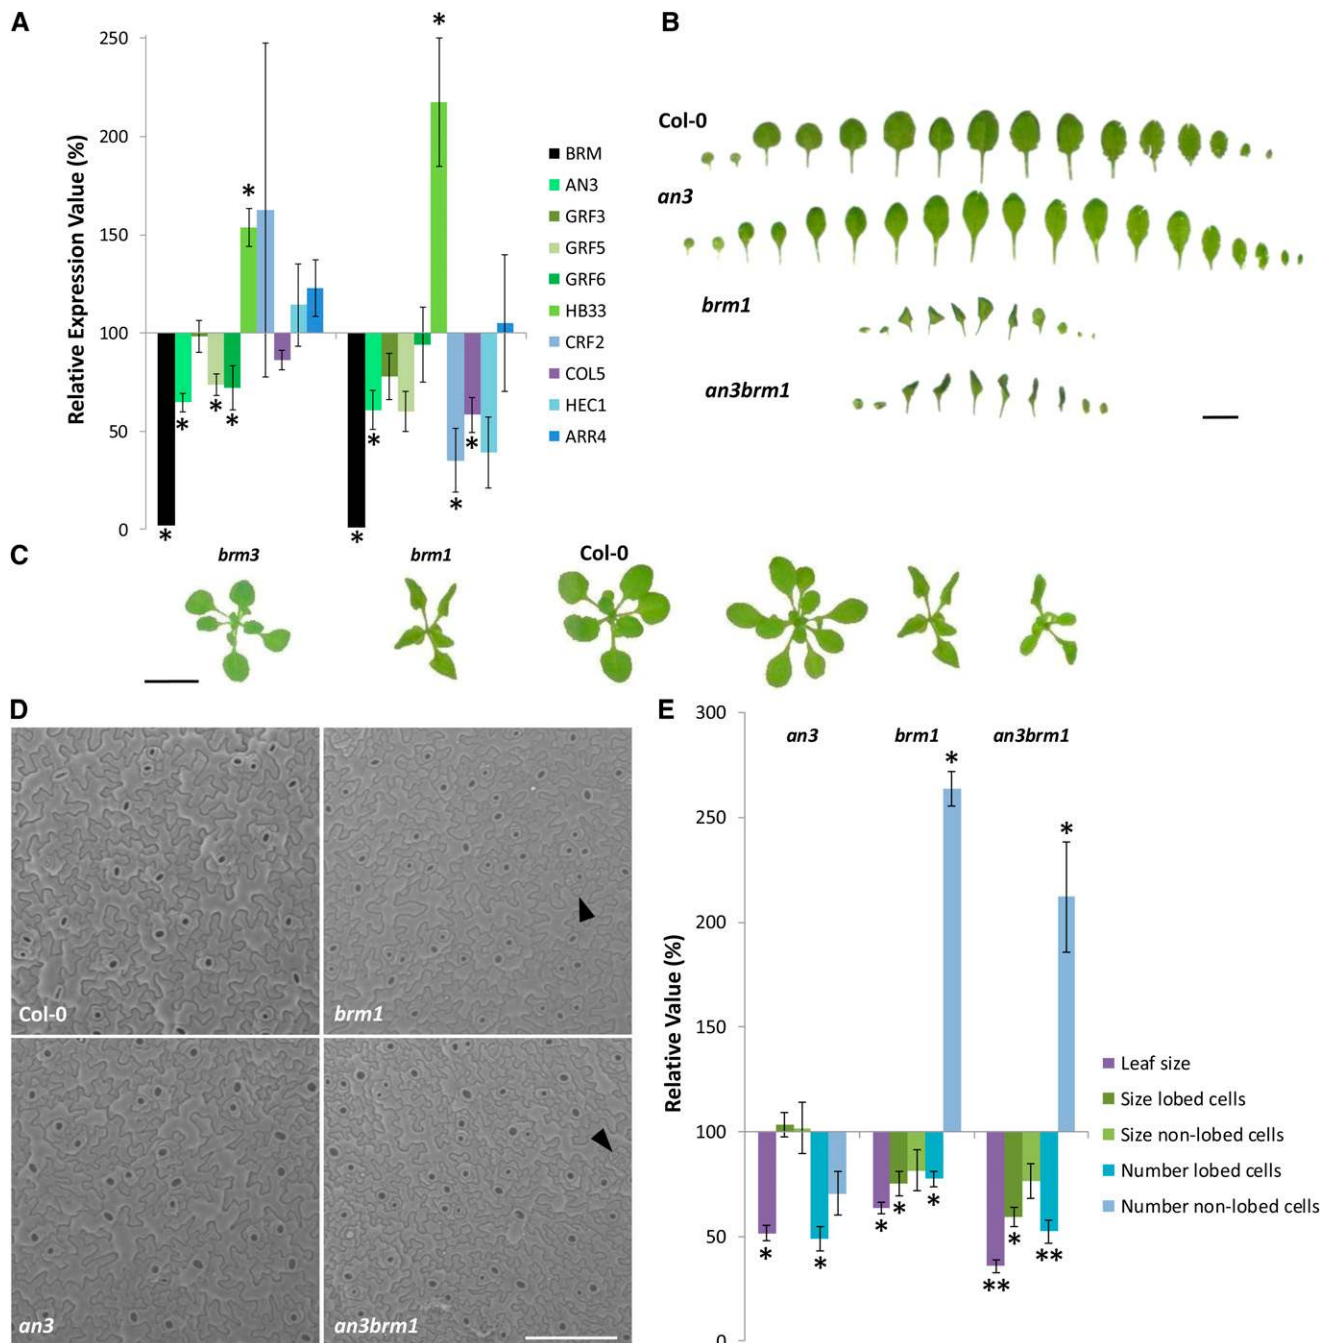 A
250
200
150
100
50
0
Relative Expression Value (%)
*
*
*
*
*
*
*
*
*
*
BRM
AN3
GRF3
GRF5
GRF6
HB33
CRF2
COL5
HEC1
ARR4
B
Col-0
an3
brm1
an3brm1
C
brm3
brm1
Col-0
D
Col-0
brm1
an3
an3brm1
E
300
250
200
150
100
50
0
Relative Value (%)
an3
brm1
an3brm1
*
*
*
*
*
*
*
**
*
**
Leaf size
Size lobed cells
Size non-lobed cells
Number lobed cells
Number non-lobed cells